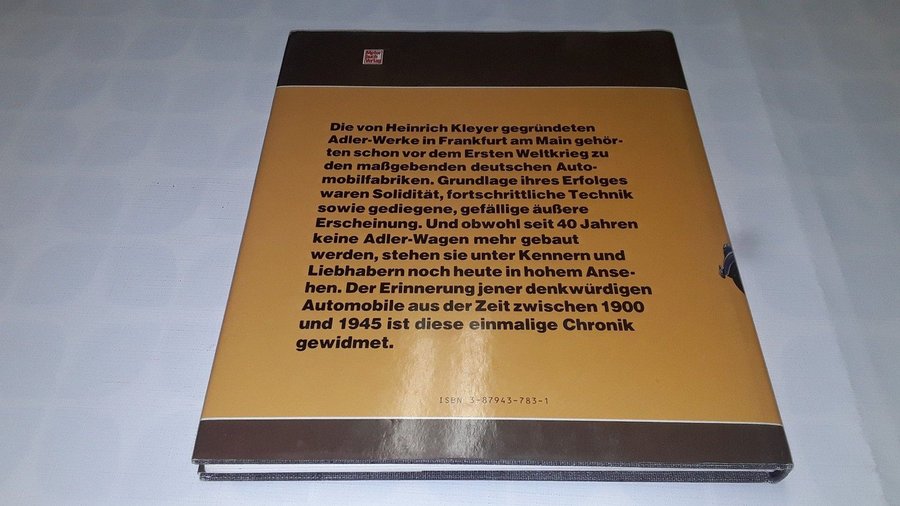 Motor
buch
Verlag
Die von Heinrich Kleyer gegründeten
Adler-Werke in Frankfurt am Main gehör-
ten schon vor dem Ersten Weltkrieg zu
den maßgebenden deutschen Auto-
mobilfabriken. Grundlage ihres Erfolges
waren Solidität, fortschrittliche Technik
sowie gediegene, gefällige äußere
Erscheinung. Und obwohl seit 40 Jahren
keine Adler-Wagen mehr gebaut
werden, stehen sie unter Kennern und
Liebhabern noch heute in hohem Anse-
hen. Der Erinnerung jener denkwürdigen
Automobile aus der Zeit zwischen 1900
und 1945 ist diese einmalige Chronik
gewidmet.
ISBN 3-87943-783-1